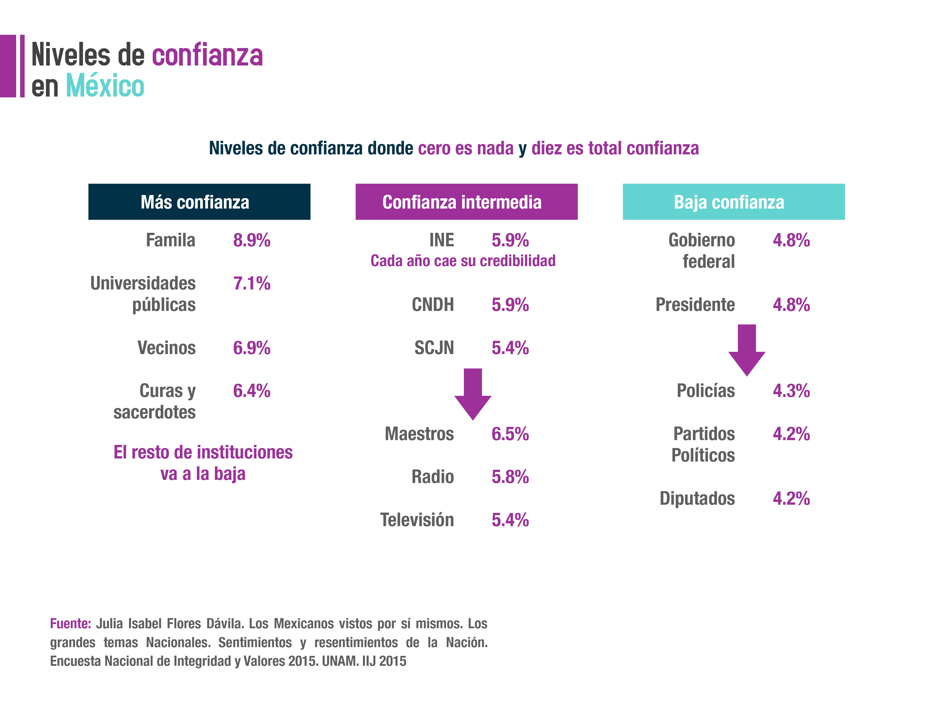 Niveles de confianza
en México
Niveles de confianza donde cero es nada y diez es total confianza
Más confianza
Famila 8.9%
Universidades 7.1%
públicas
Vecinos 6.9%
Curas y 6.4%
sacerdotes
El resto de instituciones
va a la baja
Confianza intermedia
INE 5.9%
Cada año cae su credibilidad
CNDH 5.9%
SCJN 5.4%
Maestros 6.5%
Radio 5.8%
Televisión 5.4%
Baja confianza
Gobierno 4.8%
federal
Presidente 4.8%
Policías 4.3%
Partidos 4.2%
Políticos
Diputados 4.2%
Fuente: Julia Isabel Flores Dávila. Los Mexicanos vistos por sí mismos. Los
grandes temas Nacionales. Sentimientos y resentimientos de la Nación.
Encuesta Nacional de Integridad y Valores 2015. UNAM. IIJ 2015